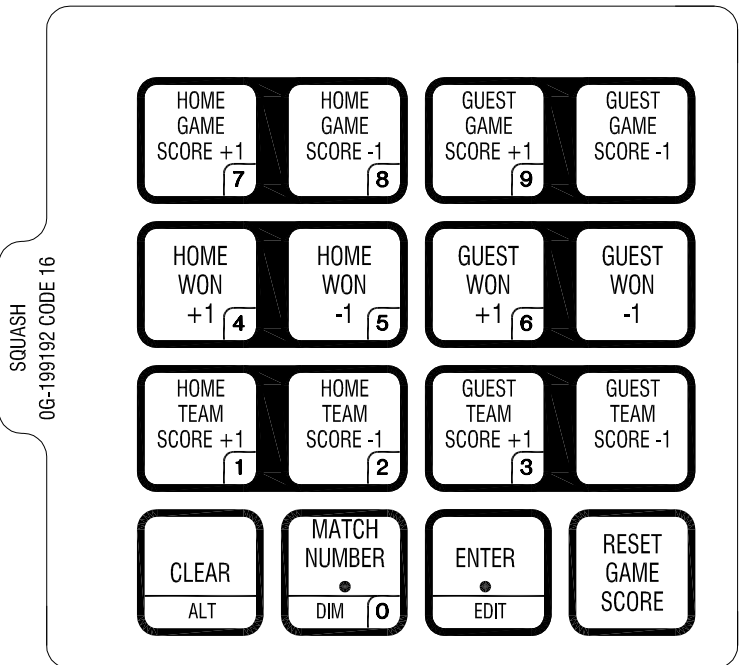 SQUASH
0G-199192 CODE 16
HOME
GAME
SCORE +1
7
HOME
GAME
SCORE -1
8
GUEST
GAME
SCORE +1
9
GUEST
GAME
SCORE -1
HOME
WON
+1
4
HOME
WON
-1
5
GUEST
WON
+1
6
GUEST
WON
-1
HOME
TEAM
SCORE +1
1
HOME
TEAM
SCORE -1
2
GUEST
TEAM
SCORE +1
3
GUEST
TEAM
SCORE -1
CLEAR
ALT
MATCH
NUMBER
DIM
0
ENTER
EDIT
RESET
GAME
SCORE